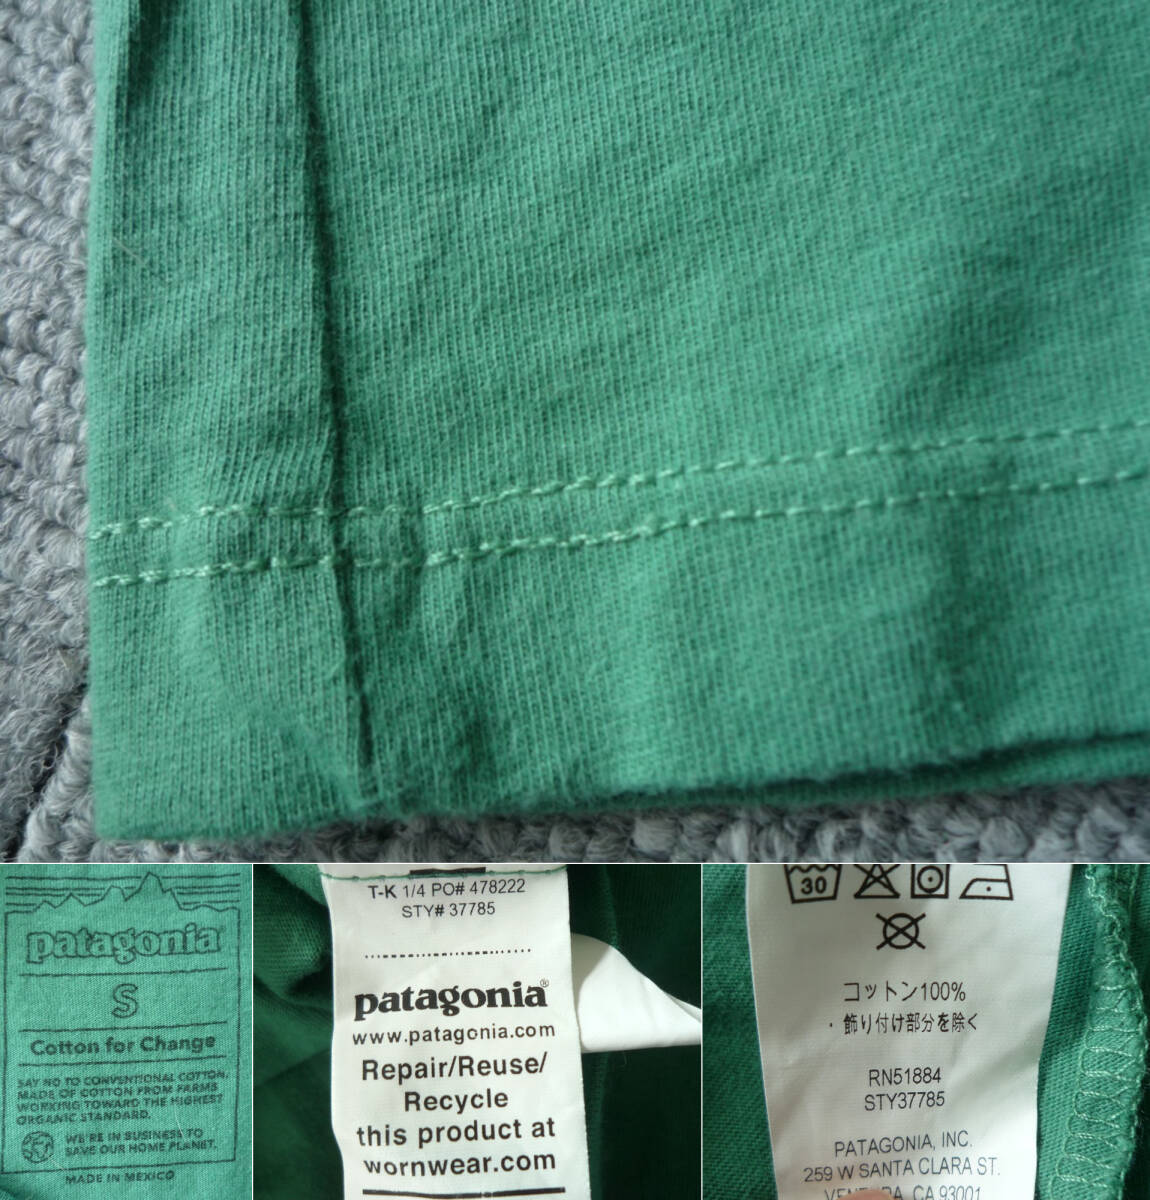 patagonia
S
Cotton for Change
SAY NO TO CONVENTIONAL COTTON.
MADE OF COTTON FROM FARMS
WORKING TOWARD THE HIGHEST
ORGANIC STANDARD.
WE'RE IN BUSINESS TO
SAVE OUR HOME PLANET.
MADE IN MEXICO
T-K 1/4 PO# 478222
STY# 37785
patagonia®
www.patagonia.com
Repair/Reuse/
Recycle
this product at
wornwear.com
30
コットン100%
・飾り付け部分を除く
RN51884
STY37785
PATAGONIA, INC.
259 W SANTA CLARA ST.
CA 93001